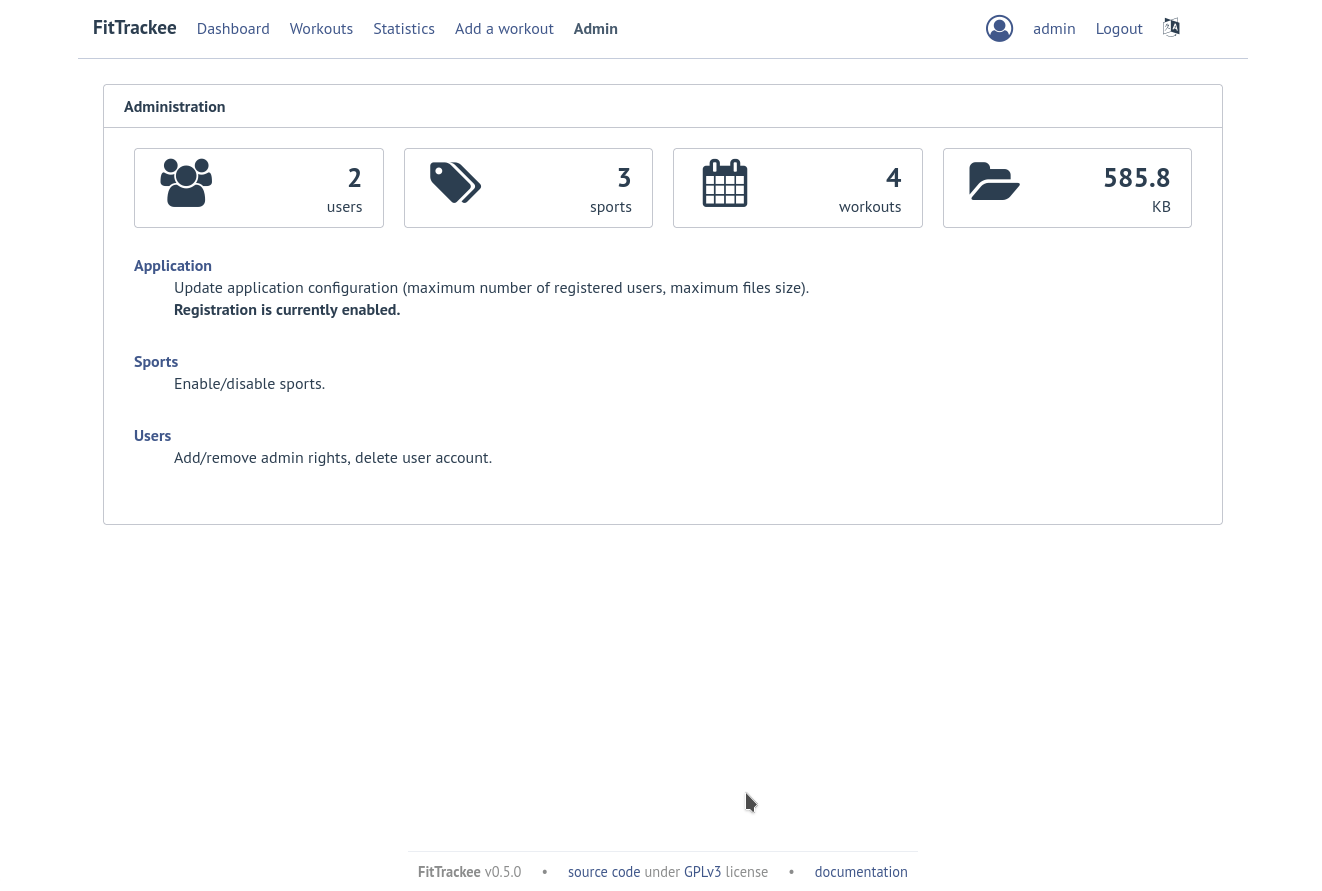 FitTrackee Dashboard Workouts Statistics Add a workout Admin admin Logout
Administration
2
users
3
sports
4
workouts
585.8
KB
Application
Update application configuration (maximum number of registered users, maximum files size).
Registration is currently enabled.
Sports
Enable/disable sports.
Users
Add/remove admin rights, delete user account.
FitTrackee v0.5.0 • source code under GPLv3 license • documentation